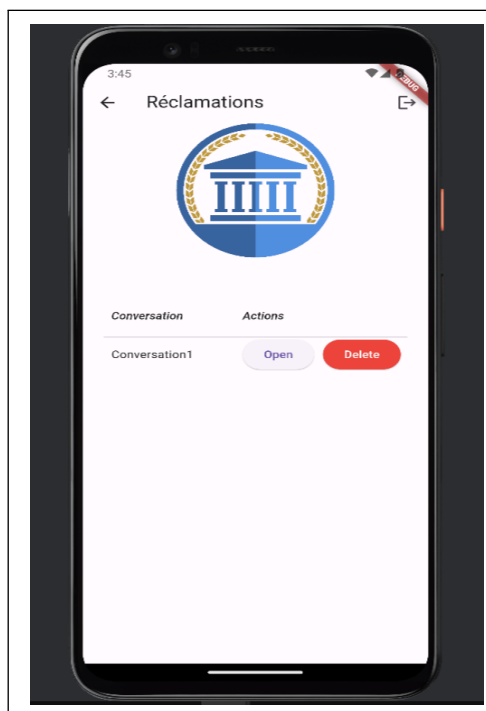 3:45
DEBUG
Réclamations
Conversation Actions
Conversation1 Open Delete